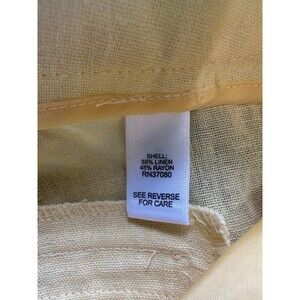 SHELL:
55% LINEN
45% RAYON
RN37080
SEE REVERSE
FOR CARE